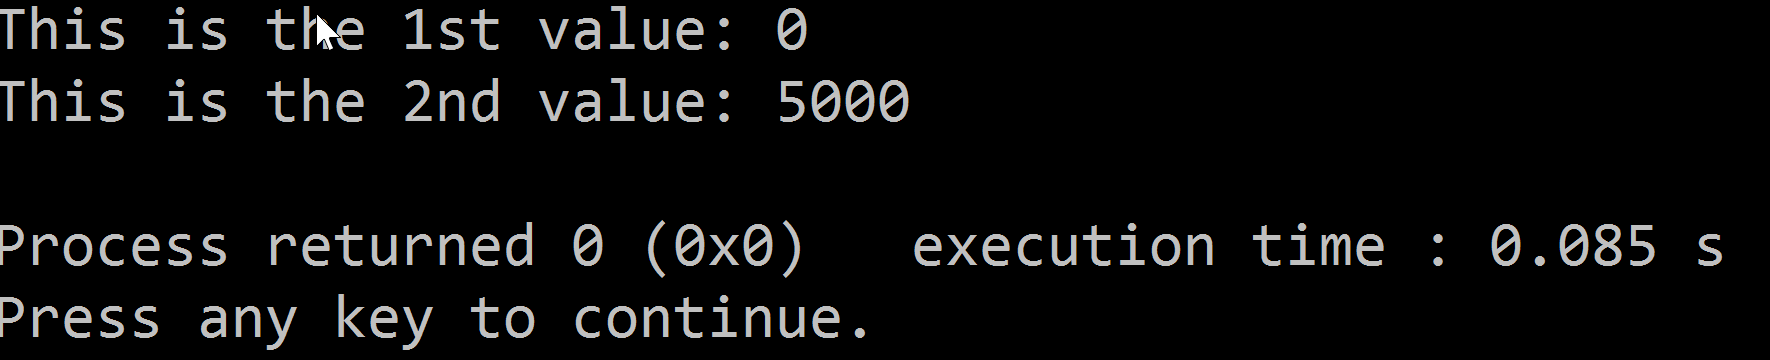 This is the 1st value: 0
This is the 2nd value: 5000
Process returned 0 (0x0)   execution time : 0.085 s
Press any key to continue.